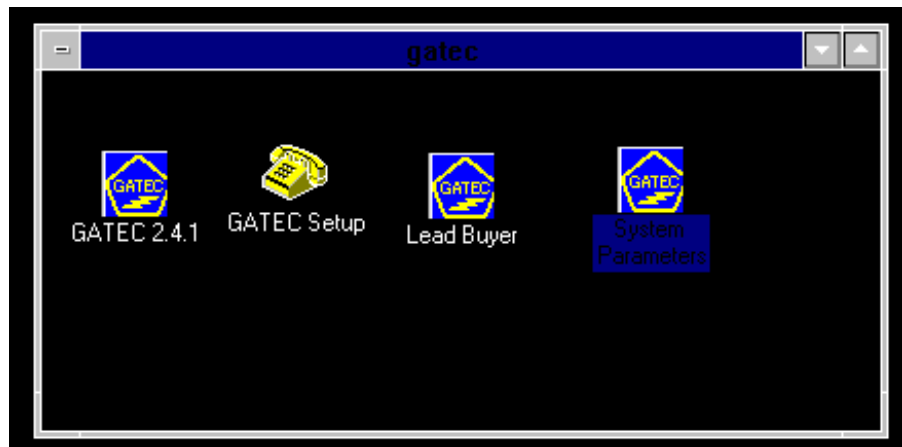 gatec
GATEC
GATEC 2.4.1
GATEC Setup
GATEC
Lead Buyer
GATEC
System
Parameters